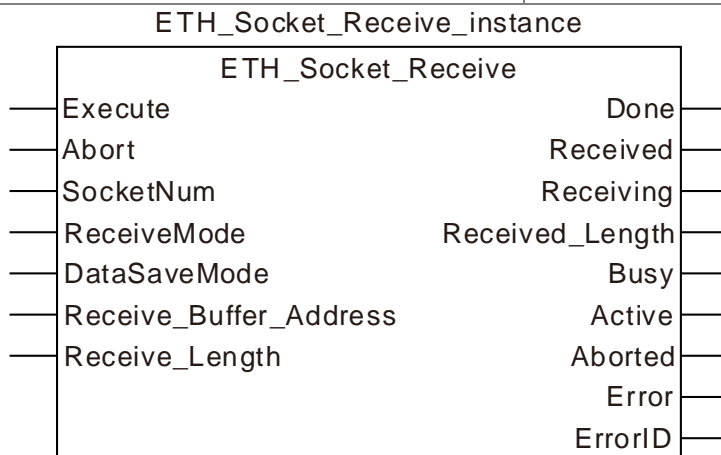 ETH_Socket_Receive_instance
ETH_Socket_Receive
Execute Done
Abort Received
SocketNum Receiving
ReceiveMode Received_Length
DataSaveMode Busy
Receive_Buffer_Address Active
Receive_Length Aborted
Error
ErrorID